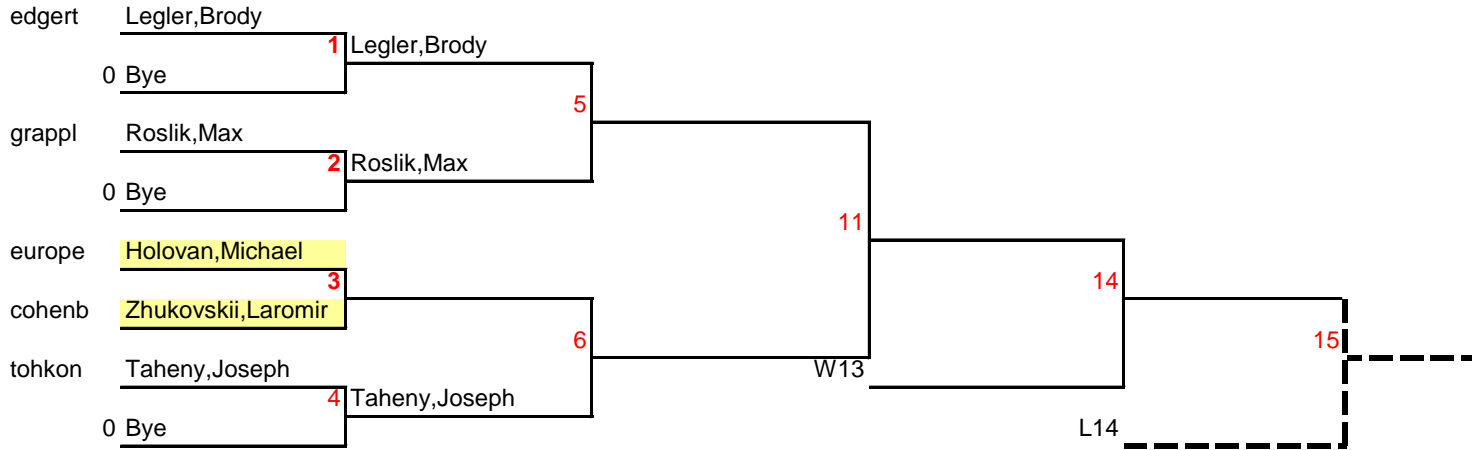 edgert Legler,Brody
1 Legler,Brody
0 Bye
5
grappl Roslik,Max
2 Roslik,Max
0 Bye
11
europe Holovan,Michael
3
14
cohenb Zhukovskii,Laromir
6
15
tohkon Taheny,Joseph
W13
4 Taheny,Joseph
0 Bye
L14